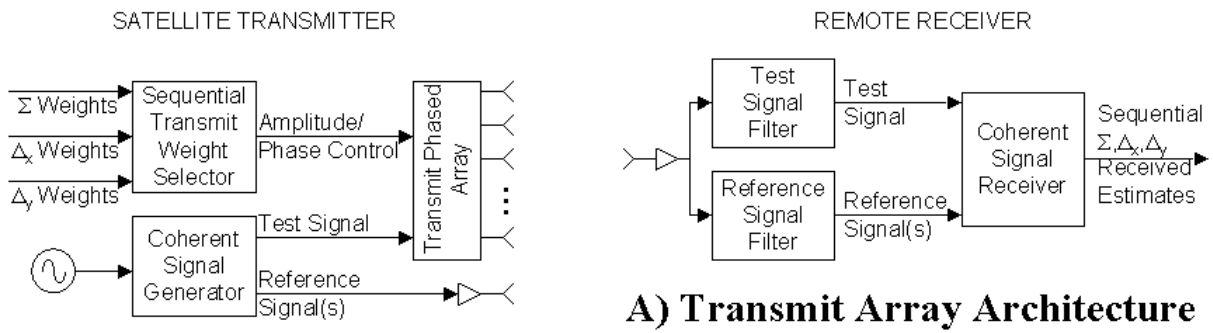 SATELLITE TRANSMITTER
Σ Weights
Δx Weights
Δy Weights
Sequential
Transmit
Weight
Selector
Amplitude/
Phase Control
Transmit Phased
Array
Coherent
Signal
Generator
Test Signal
Reference
Signal(s)
REMOTE RECEIVER
Test
Signal
Filter
Test
Signal
Reference
Signal
Filter
Reference
Signal(s)
Coherent
Signal
Receiver
Sequential
Σ,Δx,Δy
Received
Estimates
A) Transmit Array Architecture